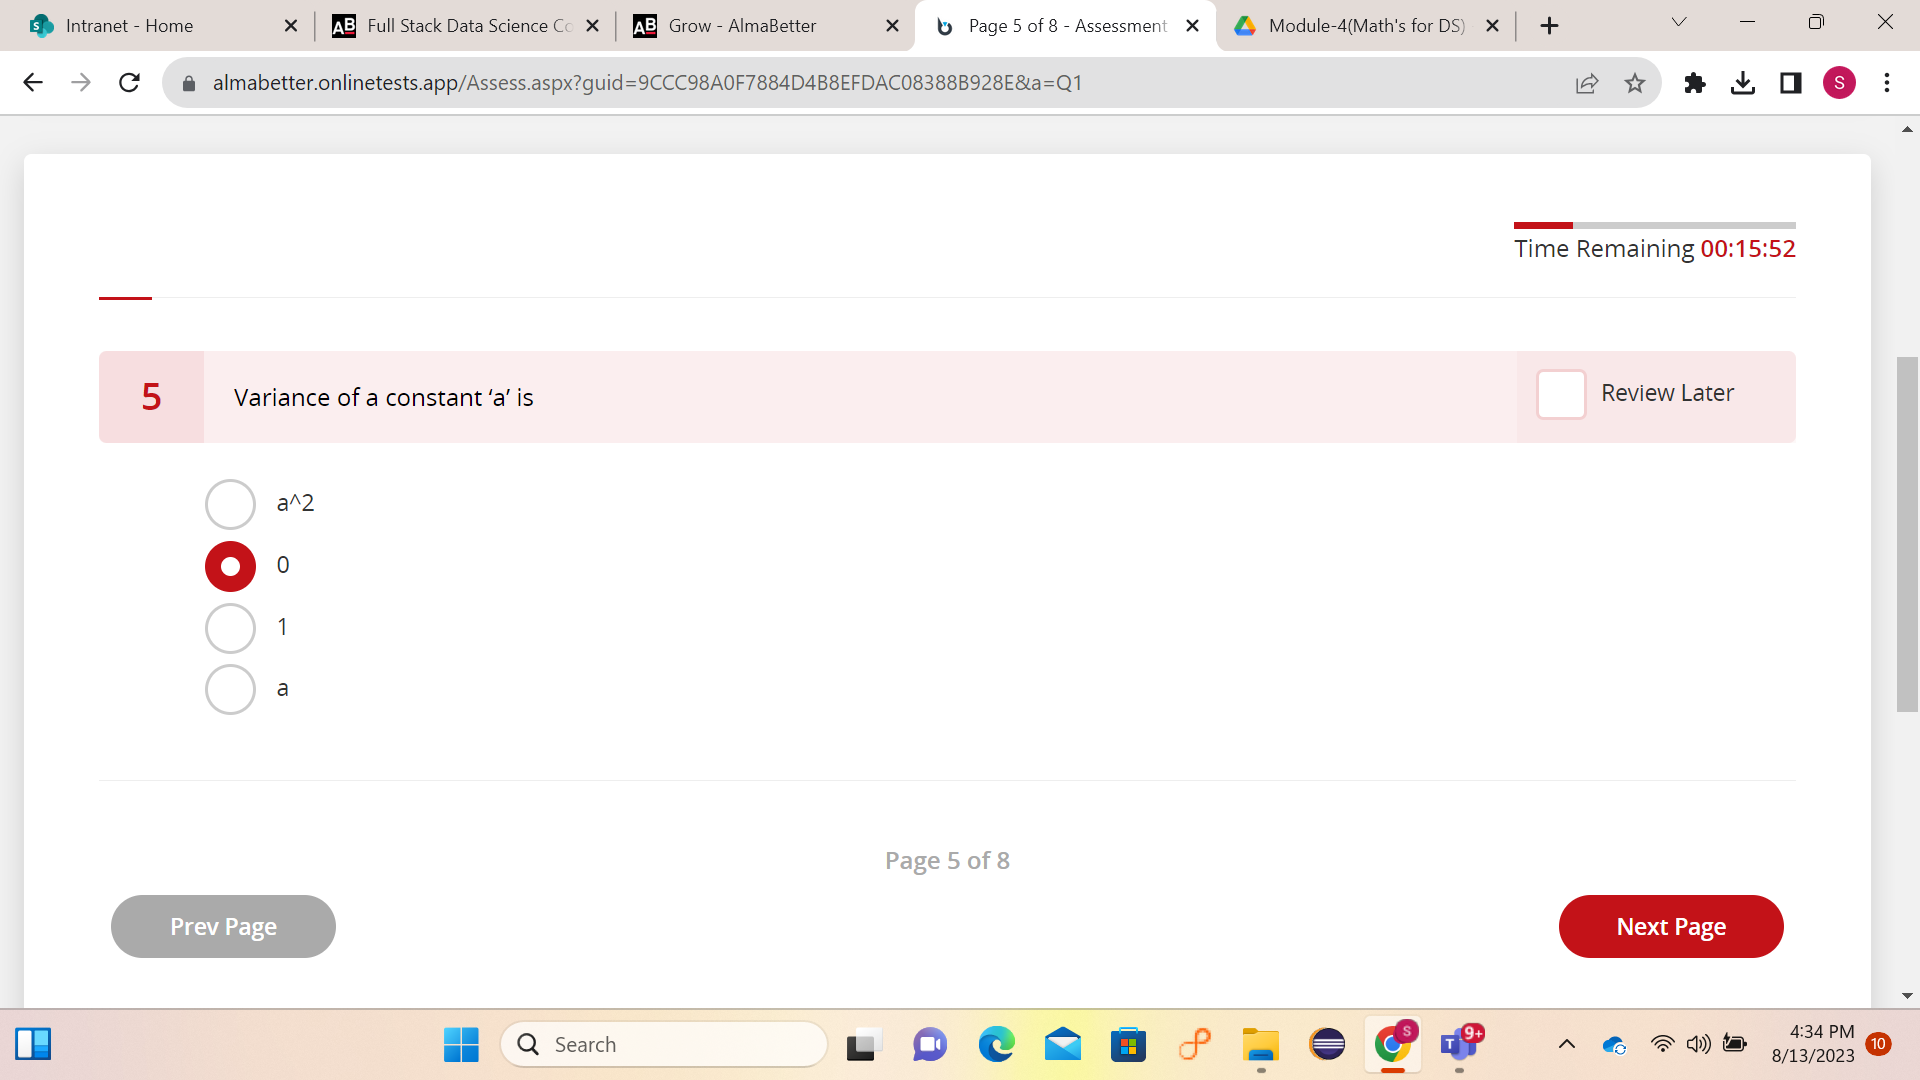 Intranet - Home
AB Full Stack Data Science Co
AB Grow - AlmaBetter
Page 5 of 8 - Assessment
Module-4(Math's for DS)
almabetter.onlinetests.app/Assess.aspx?guid=9CCC98A0F7884D4B8EFDAC08388B928E&a=Q1
S
Time Remaining 00:15:52
5 Variance of a constant ‘a’ is
Review Later
a^2
0
1
a
Page 5 of 8
Prev Page
Next Page
Search
S
T
9+
4:34 PM
8/13/2023
10